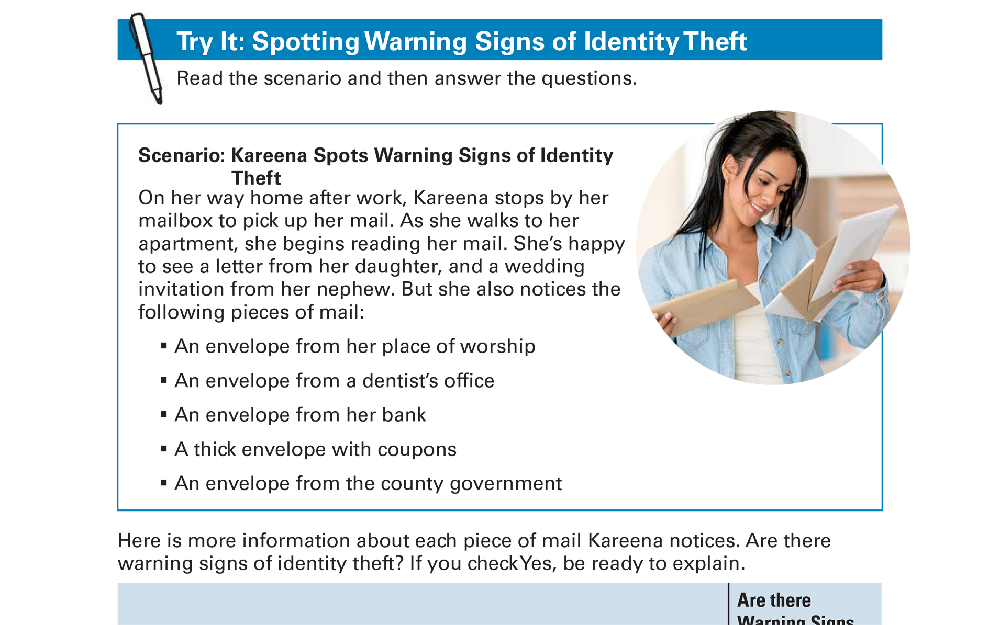 Try It: Spotting Warning Signs of Identity Theft
Read the scenario and then answer the questions.
Scenario: Kareena Spots Warning Signs of Identity
Theft
On her way home after work, Kareena stops by her
mailbox to pick up her mail. As she walks to her
apartment, she begins reading her mail. She’s happy
to see a letter from her daughter, and a wedding
invitation from her nephew. But she also notices the
following pieces of mail:
▪ An envelope from her place of worship
▪ An envelope from a dentist’s office
▪ An envelope from her bank
▪ A thick envelope with coupons
▪ An envelope from the county government
Here is more information about each piece of mail Kareena notices. Are there
warning signs of identity theft? If you check Yes, be ready to explain.
Are there
Warning Signs